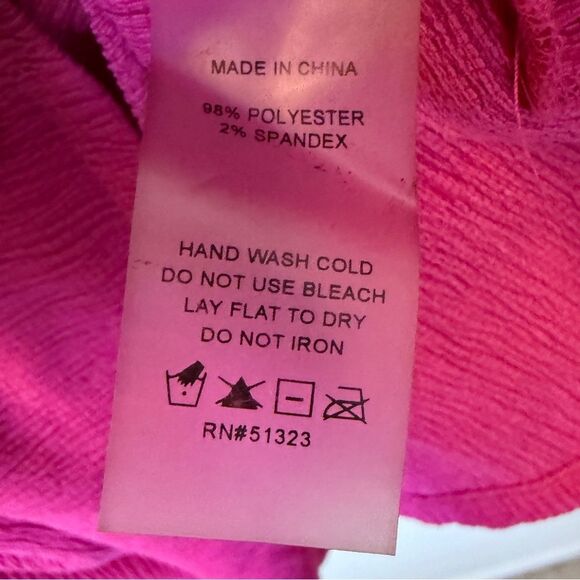 MADE IN CHINA
98% POLYESTER
2% SPANDEX
HAND WASH COLD
DO NOT USE BLEACH
LAY FLAT TO DRY
DO NOT IRON
RN#51323